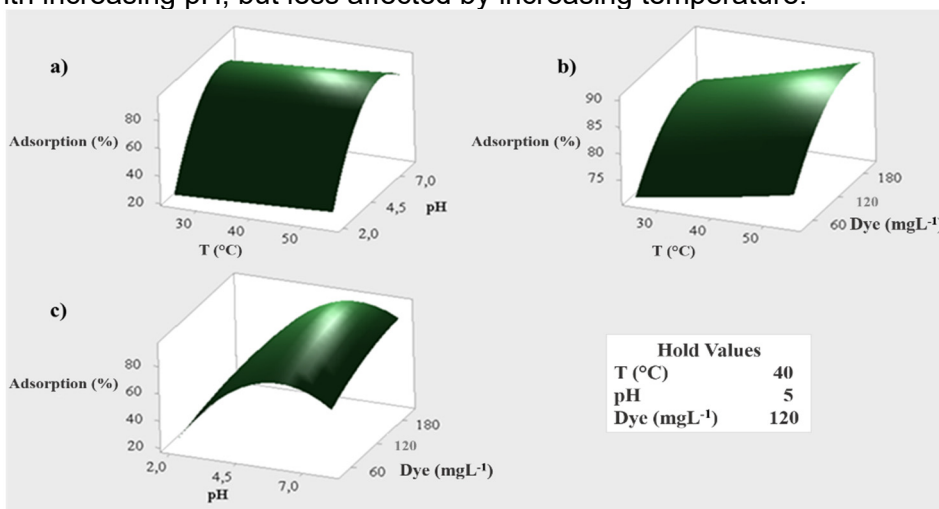 ith increasing pH, but less affected by increasing temperature.
a)
Adsorption (%)
80
60
40
20
30
40
50
T (°C)
2,0
4,5
7,0
pH
b)
Adsorption (%)
90
85
80
75
30
40
50
T (°C)
60
120
180
Dye (mgL-1)
c)
Adsorption (%)
80
60
40
20
2,0
4,5
7,0
pH
60
120
180
Dye (mgL-1)
Hold Values
T (°C) 40
pH 5
Dye (mgL-1) 120